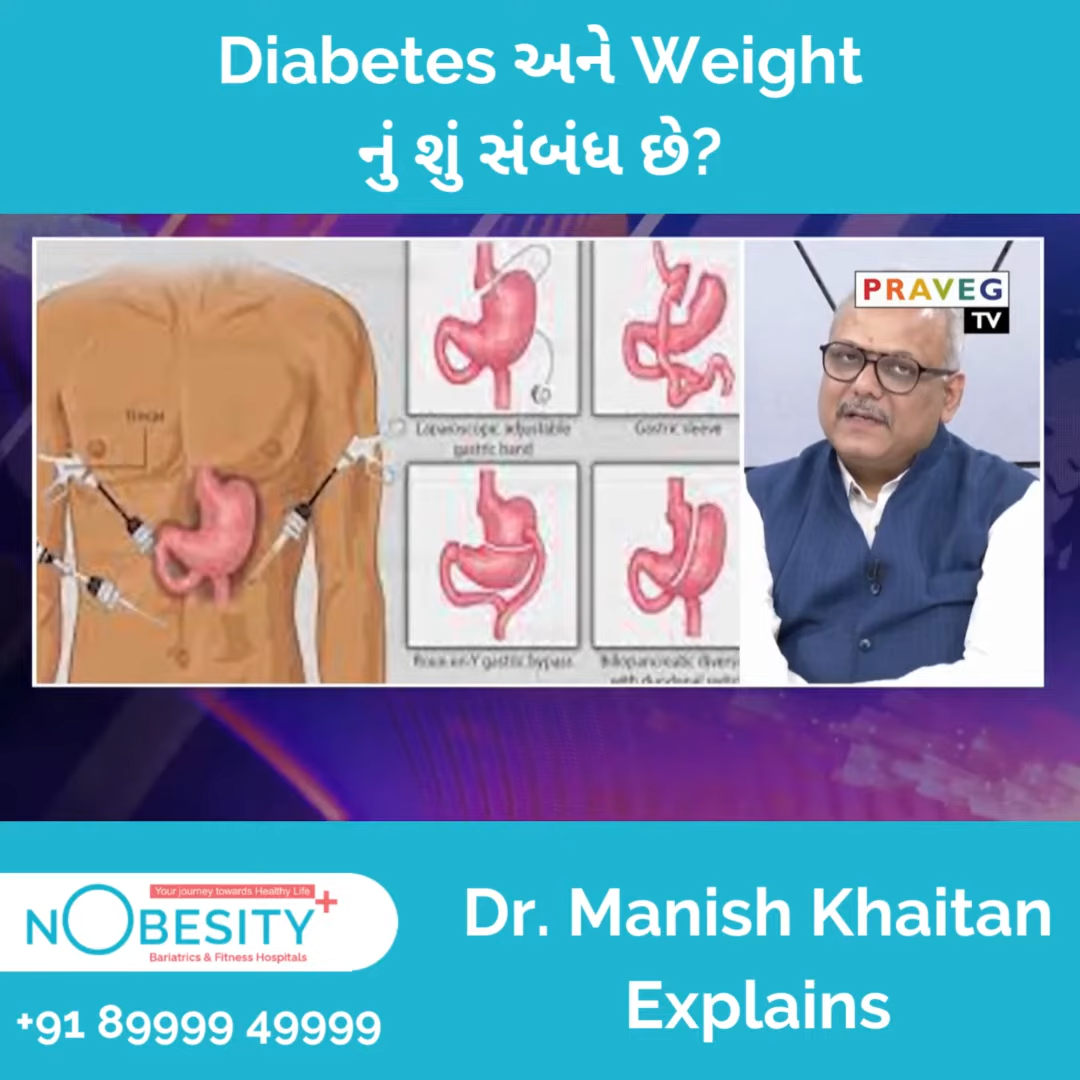 Diabetes અને Weight
નું શું સંબંધ છે?
PRAVEG
TV
Laparoscopic adjustable
gastric band
Gastric sleeve
Roux-en-Y gastric bypass
Your journey towards Healthy Life
NOBESITY+
Bariatrics & Fitness Hospitals
+91 89999 49999
Dr. Manish Khaitan
Explains